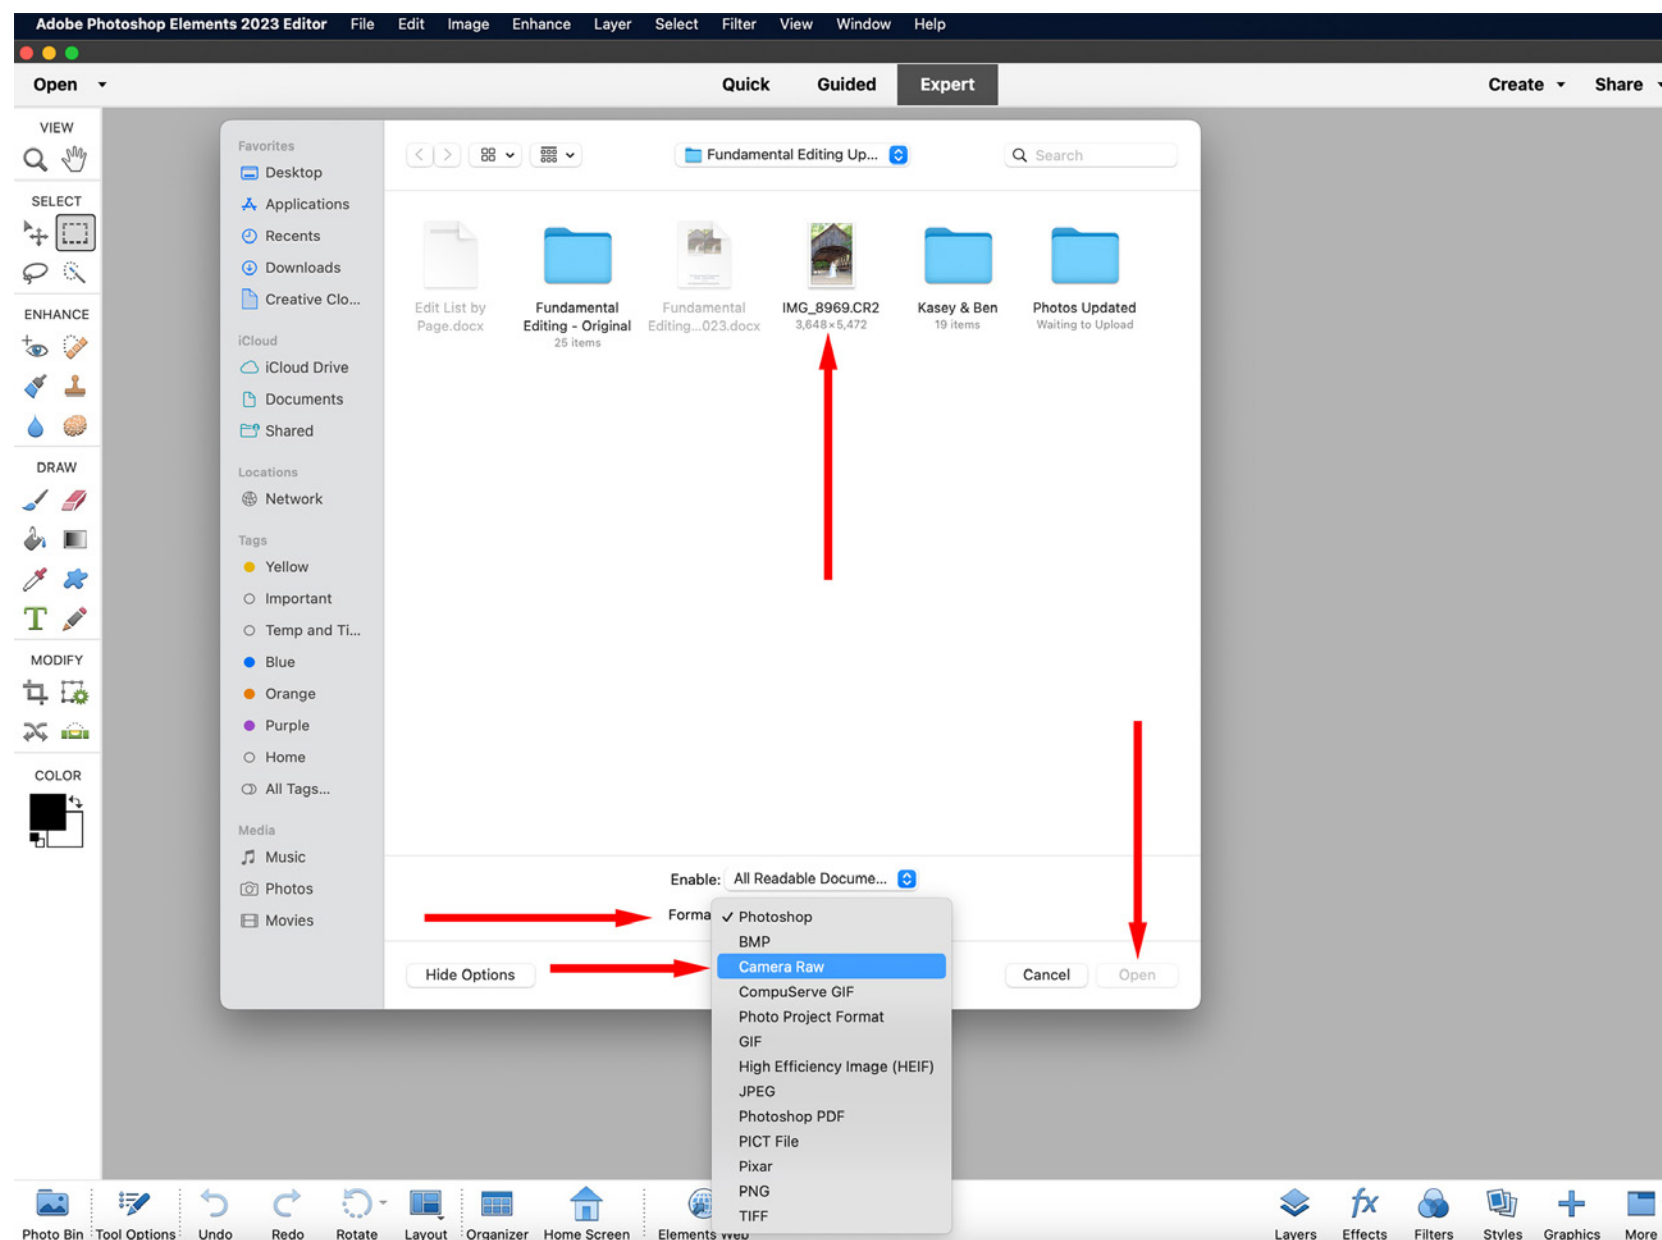 Adobe Photoshop Elements 2023 Editor File Edit Image Enhance Layer Select Filter View Window Help
Open Quick Guided Expert Create Share
VIEW
SELECT
ENHANCE
DRAW
T
MODIFY
COLOR
Favorites
Desktop
Applications
Recents
Downloads
Creative Clo...
iCloud
iCloud Drive
Documents
Shared
Locations
Network
Tags
Yellow
Important
Temp and Ti...
Blue
Orange
Purple
Home
All Tags...
Media
Music
Photos
Movies
Fundamental Editing Up...
Search
Edit List by
Page.docx
Fundamental
Editing - Original
25 items
Fundamental
Editing...023.docx
IMG_8969.CR2
3,648×5,472
Kasey & Ben
19 items
Photos Updated
Waiting to Upload
Enable: All Readable Docume...
Forma
Photoshop
BMP
Camera Raw
CompuServe GIF
Photo Project Format
GIF
High Efficiency Image (HEIF)
JPEG
Photoshop PDF
PICT File
Pixar
PNG
TIFF
Hide Options
Cancel
Open
fx
Photo Bin Tool Options Undo Redo Rotate Layout Organizer Home Screen Elements Web Layers Effects Filters Styles Graphics More